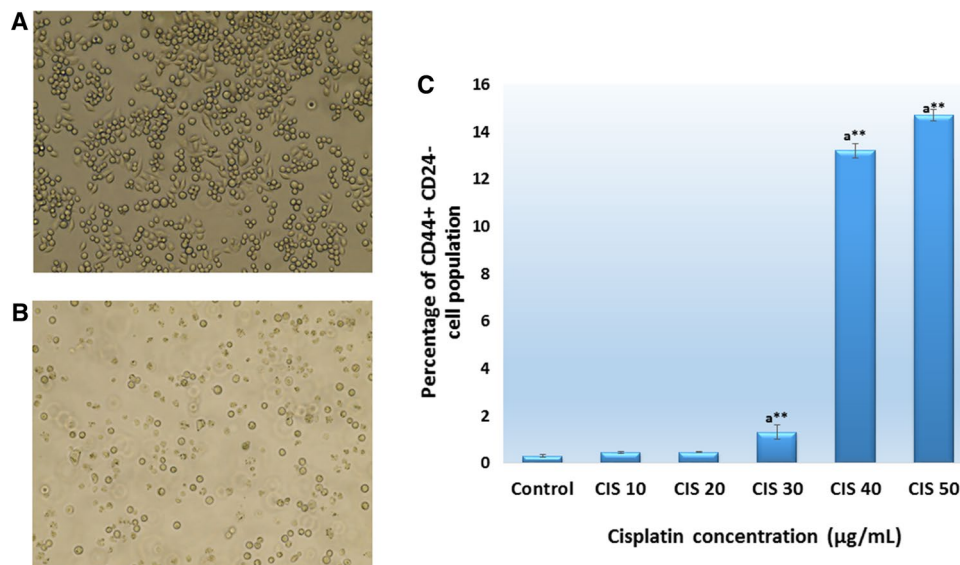 A
B
C
Percentage of CD44+ CD24-
cell population
16
14
12
10
8
6
4
2
0
a**
a**
a**
Control CIS 10 CIS 20 CIS 30 CIS 40 CIS 50
Cisplatin concentration (µg/mL)